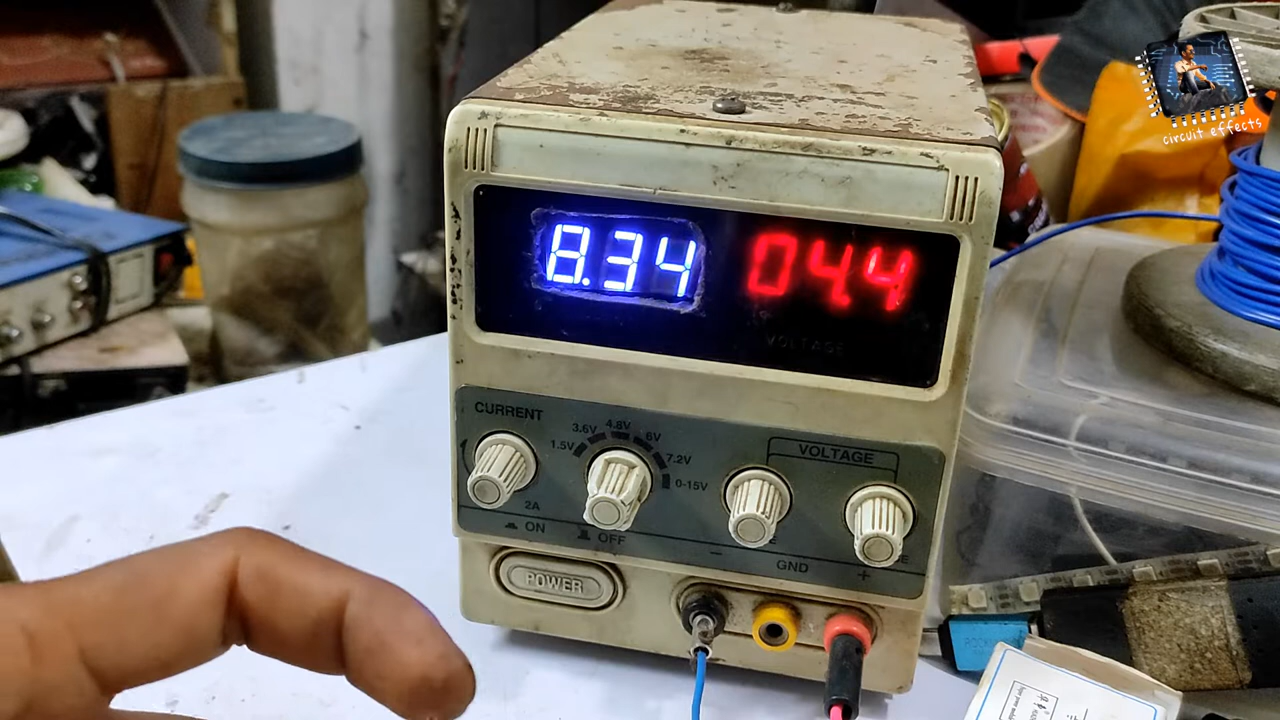 circuit effects
8.34
04.4
VOLTAGE
CURRENT
1.5V
3.6V
4.8V
6V
7.2V
0-15V
VOLTAGE
2A
ON
OFF
−
GND
+
POWER